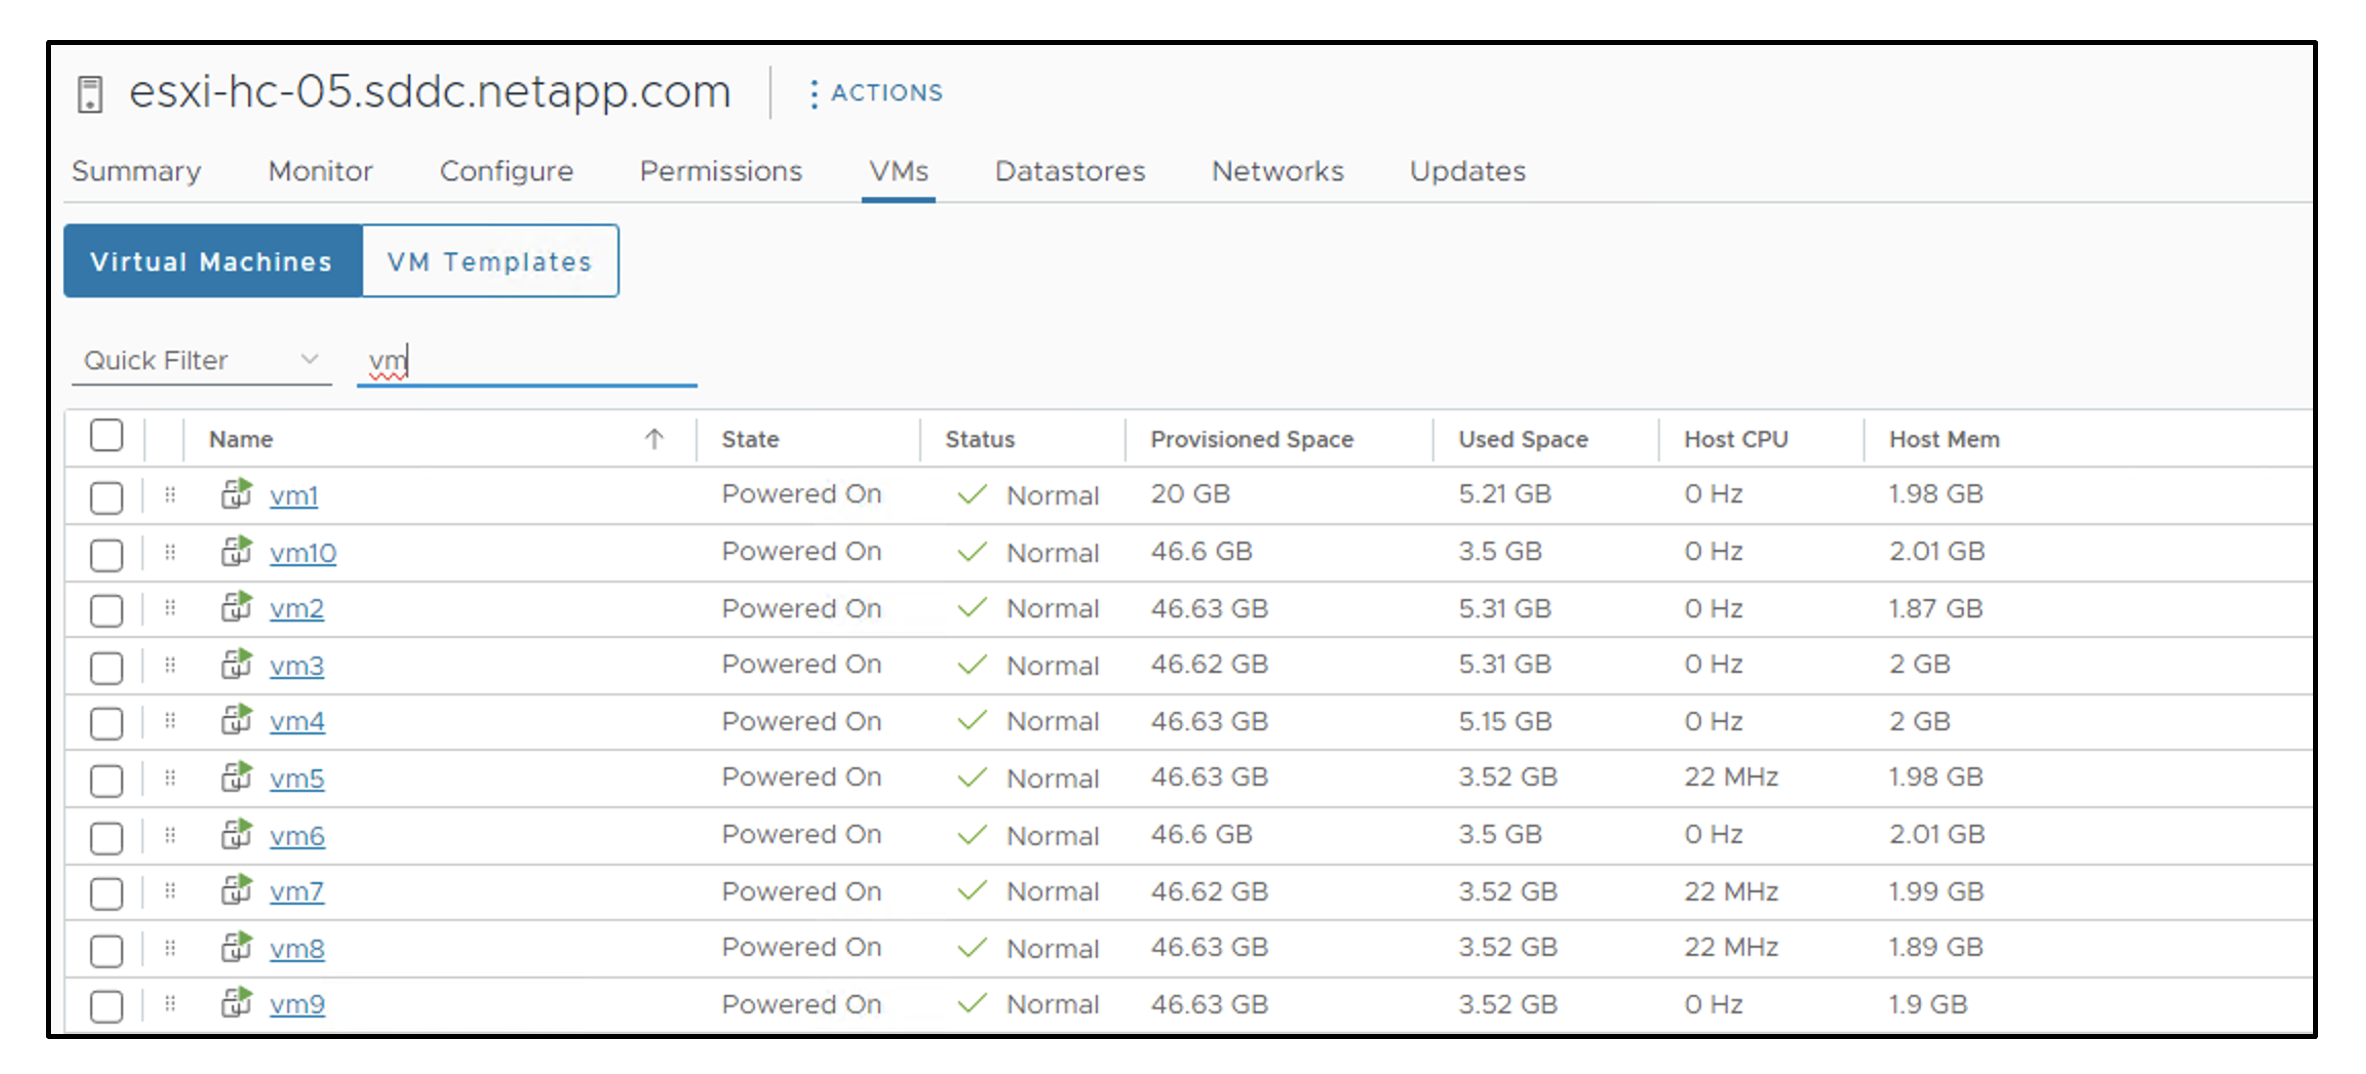 esxi-hc-05.sddc.netapp.com ACTIONS
Summary Monitor Configure Permissions VMs Datastores Networks Updates
Virtual Machines VM Templates
Quick Filter vm
Name State Status Provisioned Space Used Space Host CPU Host Mem
vm1 Powered On Normal 20 GB 5.21 GB 0 Hz 1.98 GB
vm10 Powered On Normal 46.6 GB 3.5 GB 0 Hz 2.01 GB
vm2 Powered On Normal 46.63 GB 5.31 GB 0 Hz 1.87 GB
vm3 Powered On Normal 46.62 GB 5.31 GB 0 Hz 2 GB
vm4 Powered On Normal 46.63 GB 5.15 GB 0 Hz 2 GB
vm5 Powered On Normal 46.63 GB 3.52 GB 22 MHz 1.98 GB
vm6 Powered On Normal 46.6 GB 3.5 GB 0 Hz 2.01 GB
vm7 Powered On Normal 46.62 GB 3.52 GB 22 MHz 1.99 GB
vm8 Powered On Normal 46.63 GB 3.52 GB 22 MHz 1.89 GB
vm9 Powered On Normal 46.63 GB 3.52 GB 0 Hz 1.9 GB